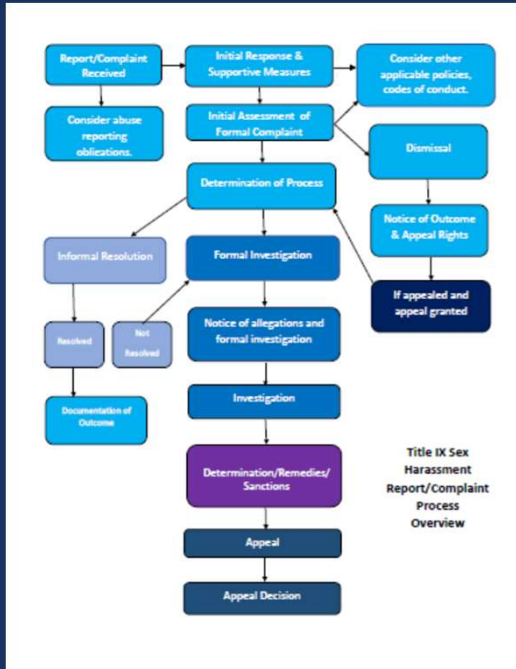 Report/Complaint
Received
Initial Response &
Supportive Measures
Consider other
applicable policies,
codes of conduct.
Consider abuse
reporting
oblieations.
Initial Assessment of
Formal Complaint
Dismissal
Determination of Process
Notice of Outcome
& Appeal Rights
Informal Resolution
Formal Investigation
If appealed and
appeal granted
Resolved
Not
Resolved
Notice of allegations and
formal investigation
Documentation of
Outcome
Investigation
Determination/Remedies/
Sanctions
Title IX Sex
Harassment
Report/Complaint
Process
Overview
Appeal
Appeal Decision